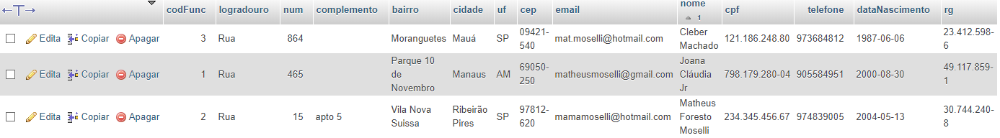 codFunc logradouro num complemento bairro cidade uf cep email nome 1 cpf telefone dataNascimento rg
Edita Copiar Apagar 3 Rua 864 Moranguetes Mauá SP 09421-540 mat.moselli@hotmail.com Cleber Machado 121.186.248.80 973684812 1987-06-06 23.412.598-6
Edita Copiar Apagar 1 Rua 465 Parque 10 de Novembro Manaus AM 69050-250 matheusmoselli@gmail.com Joana Cláudia Jr 798.179.280-04 905584951 2000-08-30 49.117.859-1
Edita Copiar Apagar 2 Rua 15 apto 5 Vila Nova Suissa Ribeirão Pires SP 97812-620 mamamoselli@hotmail.com Matheus Foresto Moselli 234.345.456.67 974839005 2004-05-13 30.744.240-8